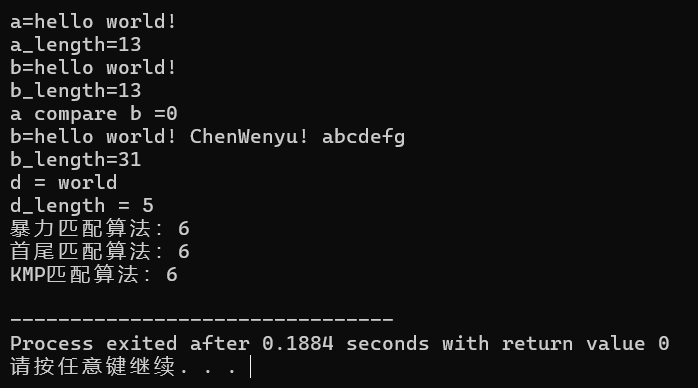 a=hello world!
a_length=13
b=hello world!
b_length=13
a compare b =0
b=hello world! ChenWenyu! abcdefg
b_length=31
d = world
d_length = 5
暴力匹配算法: 6
首尾匹配算法: 6
KMP匹配算法: 6
--------------------------------
Process exited after 0.1884 seconds with return value 0
请按任意键继续. . .